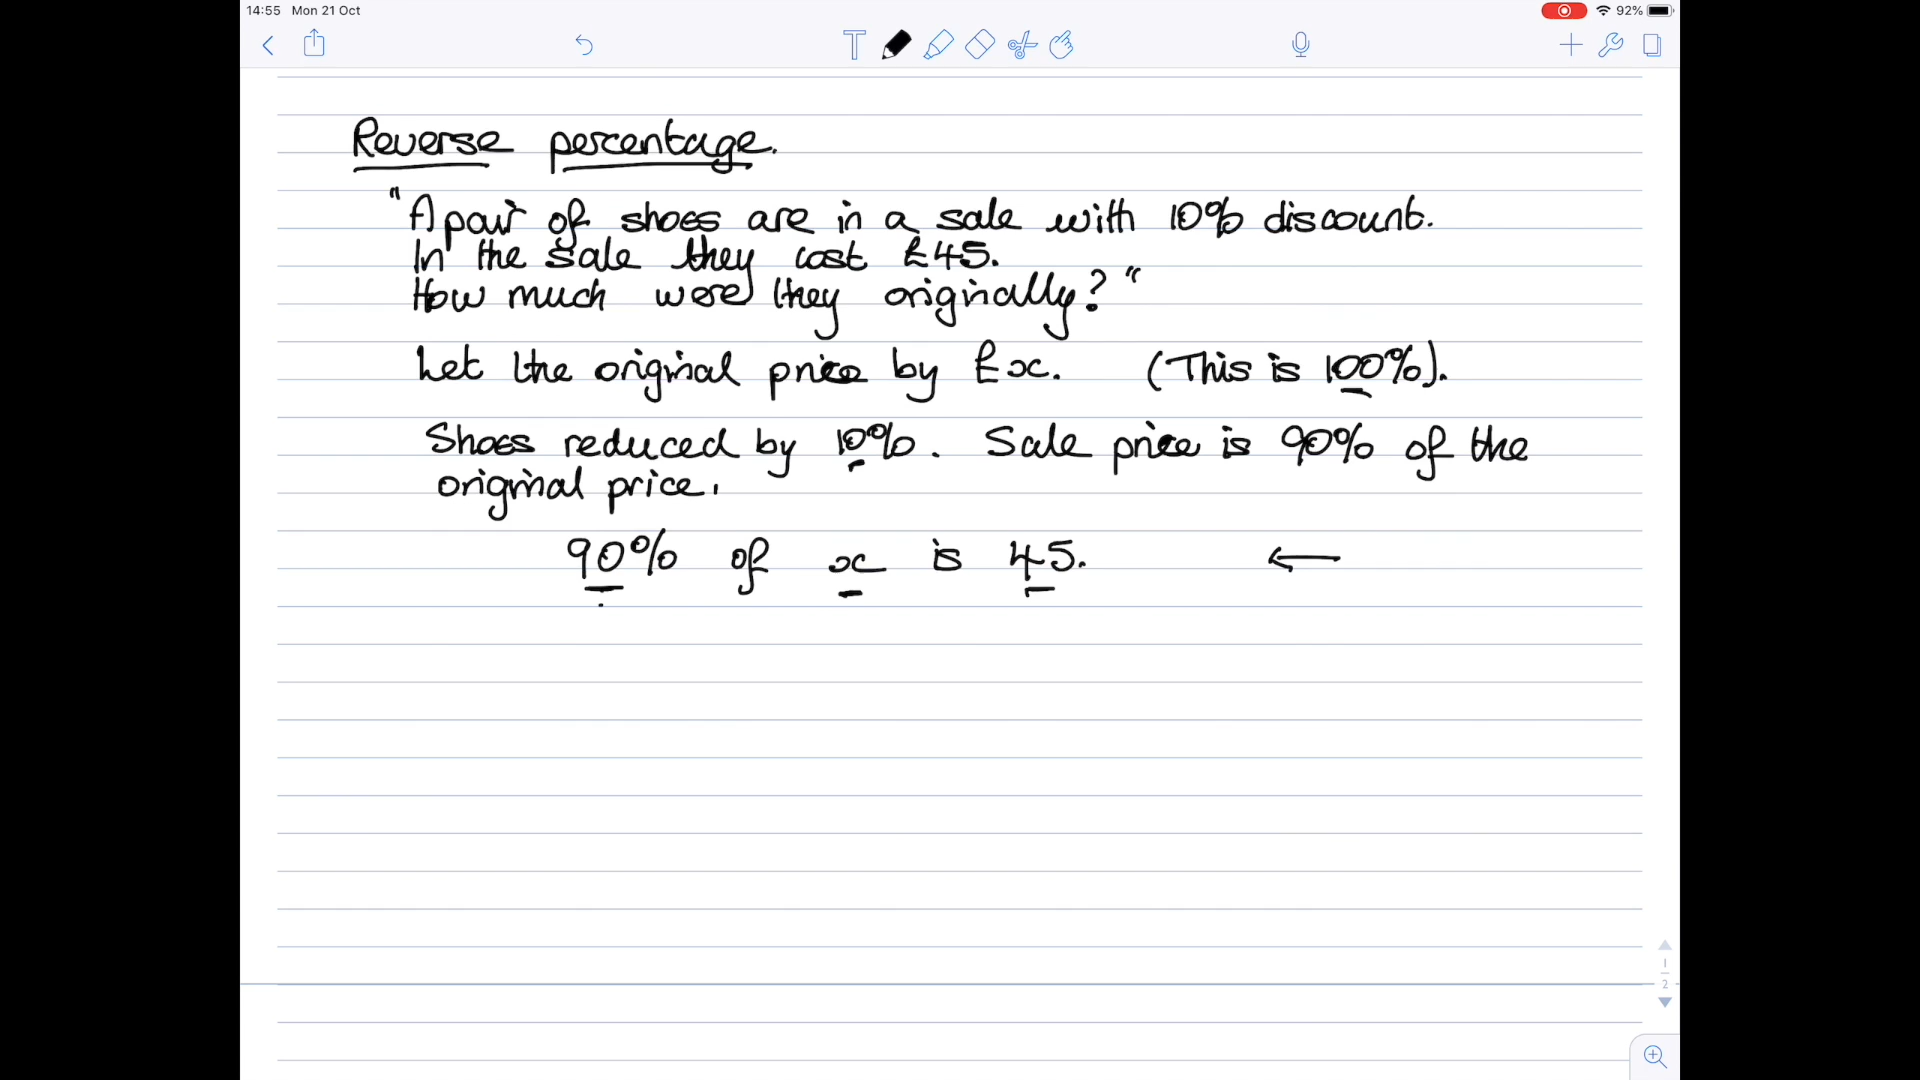 14:55 Mon 21 Oct
92%
T
Reverse percentage.
"A pair of shoes are in a sale with 10% discount.
In the sale they cost £45.
How much were they originally?"
Let the original price by £x. (This is 100%).
Shoes reduced by 10%. Sale price is 90% of the
original price.
90% of x is 45. ←
1
2